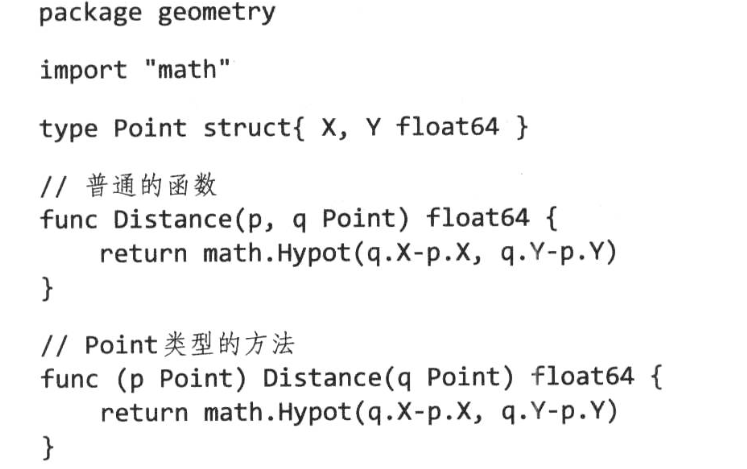 package geometry
import "math"
type Point struct{ X, Y float64 }
// 普通的函数
func Distance(p, q Point) float64 {
    return math.Hypot(q.X-p.X, q.Y-p.Y)
}
// Point类型的方法
func (p Point) Distance(q Point) float64 {
    return math.Hypot(q.X-p.X, q.Y-p.Y)
}